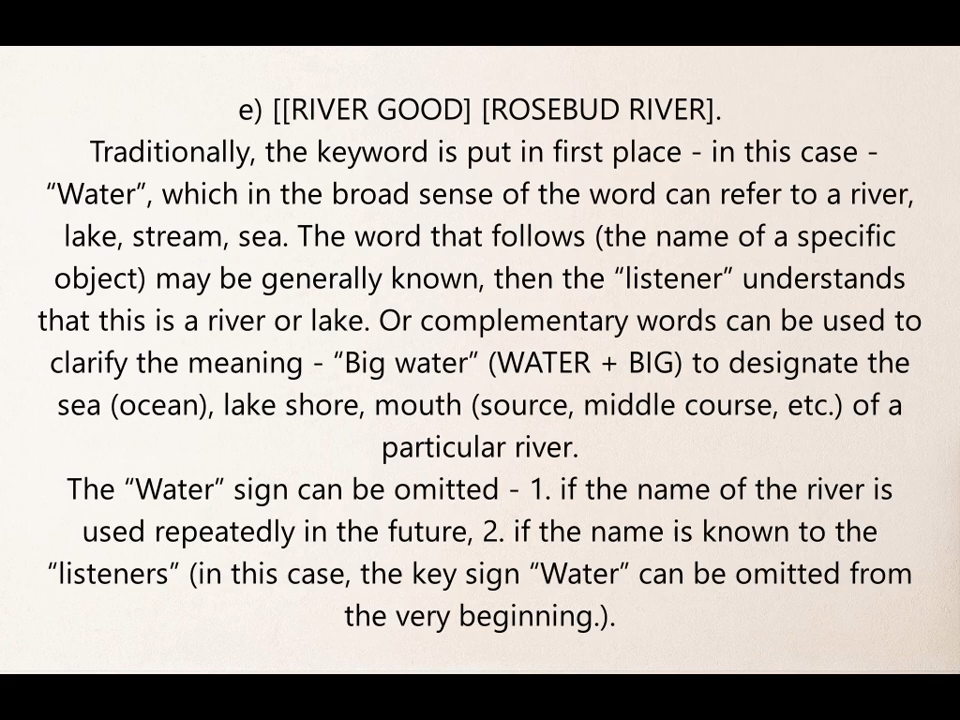 e) [[RIVER GOOD] [ROSEBUD RIVER].
Traditionally, the keyword is put in first place - in this case -
“Water”, which in the broad sense of the word can refer to a river,
lake, stream, sea. The word that follows (the name of a specific
object) may be generally known, then the “listener” understands
that this is a river or lake. Or complementary words can be used to
clarify the meaning - “Big water” (WATER + BIG) to designate the
sea (ocean), lake shore, mouth (source, middle course, etc.) of a
particular river.
The “Water” sign can be omitted - 1. if the name of the river is
used repeatedly in the future, 2. if the name is known to the
“listeners” (in this case, the key sign “Water” can be omitted from
the very beginning.).